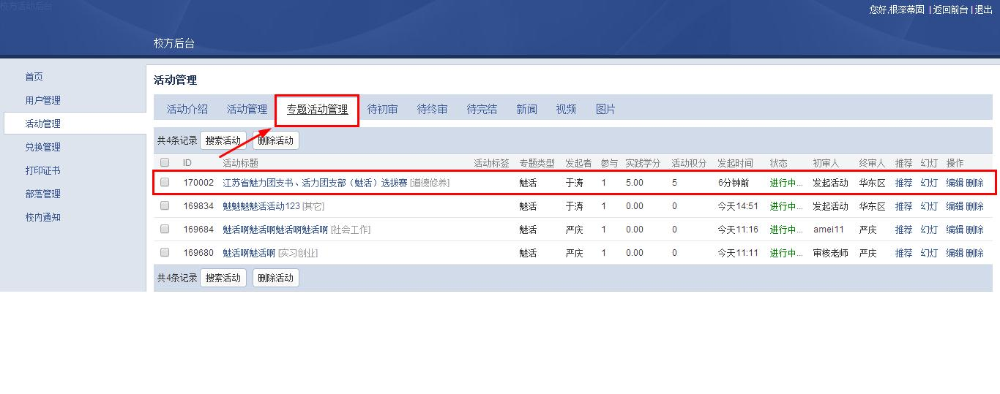 校方活动后台
您好,根深蒂固 | 返回前台 | 退出
校方后台
首页
用户管理
活动管理
兑换管理
打印证书
部落管理
校内通知
活动管理
活动介绍 活动管理 专题活动管理 待初审 待终审 待完结 新闻 视频 图片
共4条记录 搜索活动 删除活动
ID 活动标题 活动标签 专题类型 发起者 参与 实践学分 活动积分 发起时间 状态 初审人 终审人 推荐 幻灯 操作
170002 江苏省魅力团支书、活力团支部（魅活）选拔赛 [道德修养] 魅活 于涛 1 5.00 5 6分钟前 进行中... 发起活动 华东区 推荐 幻灯 编辑 删除
169834 魅魅魅魅活活动123 [其它] 魅活 于涛 1 0.00 0 今天14:51 进行中... 发起活动 华东区 推荐 幻灯 编辑 删除
169684 魅活啊魅活啊魅活啊魅活啊 [社会工作] 魅活 严庆 1 0.00 0 今天11:16 进行中... amei11 严庆 推荐 幻灯 编辑 删除
169680 魅活啊魅活啊 [实习创业] 魅活 严庆 1 0.00 0 今天11:11 进行中... 审核老师 严庆 推荐 幻灯 编辑 删除
共4条记录 搜索活动 删除活动